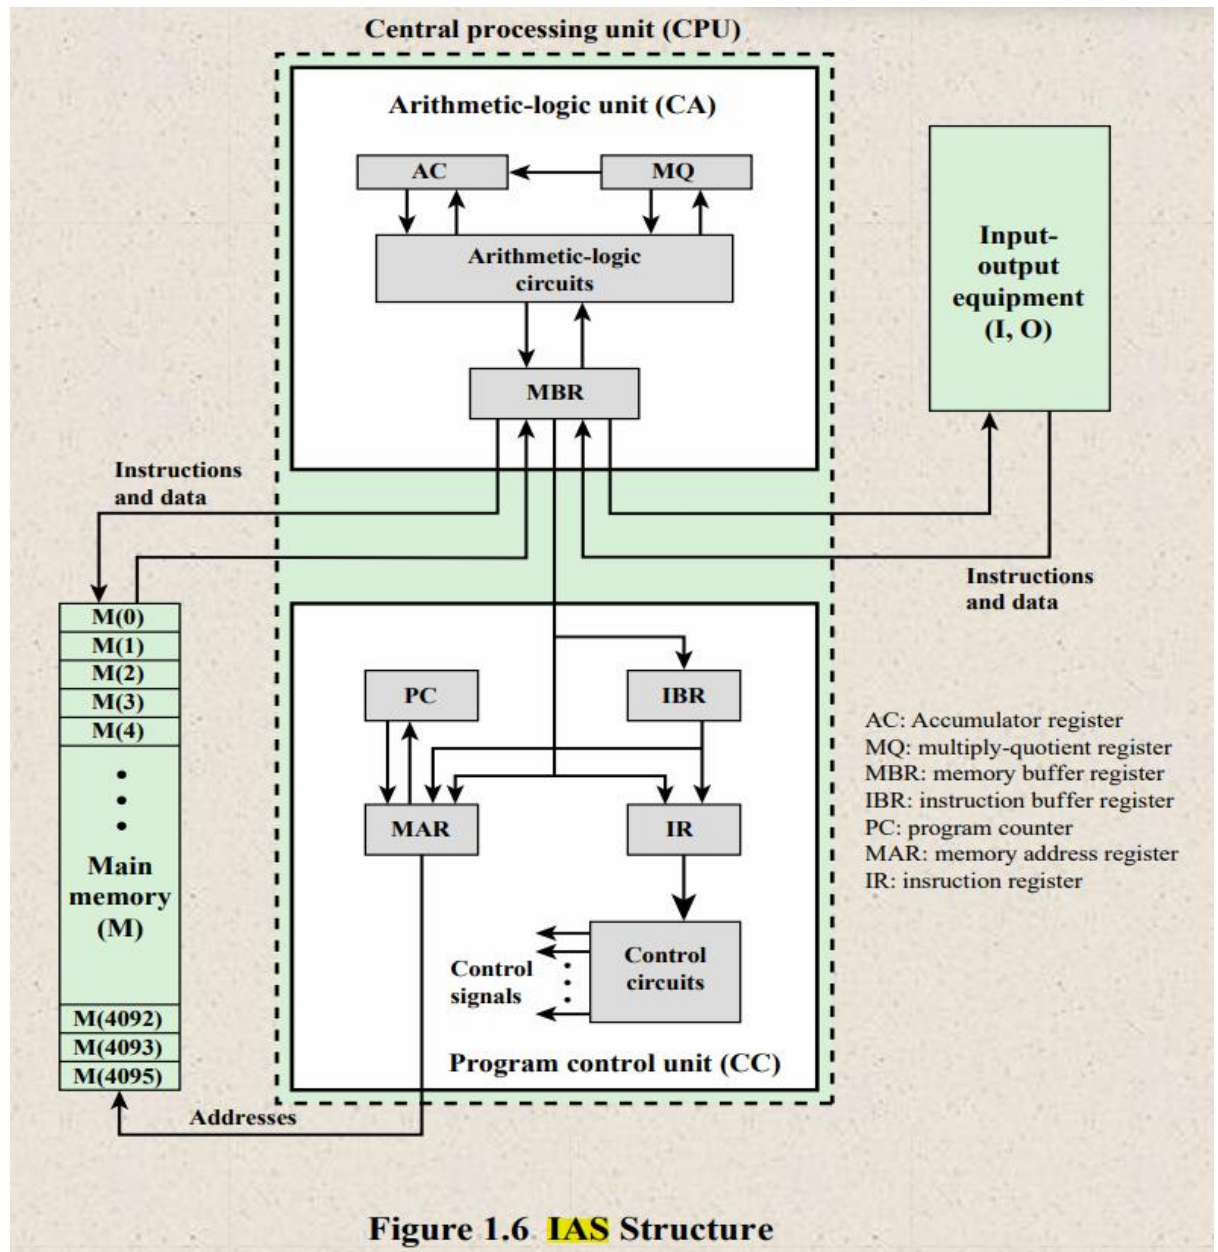 Central processing unit (CPU)
Arithmetic-logic unit (CA)
AC
MQ
Arithmetic-logic
circuits
MBR
Input-
output
equipment
(I, O)
Instructions
and data
Instructions
and data
M(0)
M(1)
M(2)
M(3)
M(4)
Main
memory
(M)
M(4092)
M(4093)
M(4095)
PC
IBR
MAR
IR
Control
circuits
Control
signals
Program control unit (CC)
Addresses
AC: Accumulator register
MQ: multiply-quotient register
MBR: memory buffer register
IBR: instruction buffer register
PC: program counter
MAR: memory address register
IR: insruction register
Figure 1.6 IAS Structure